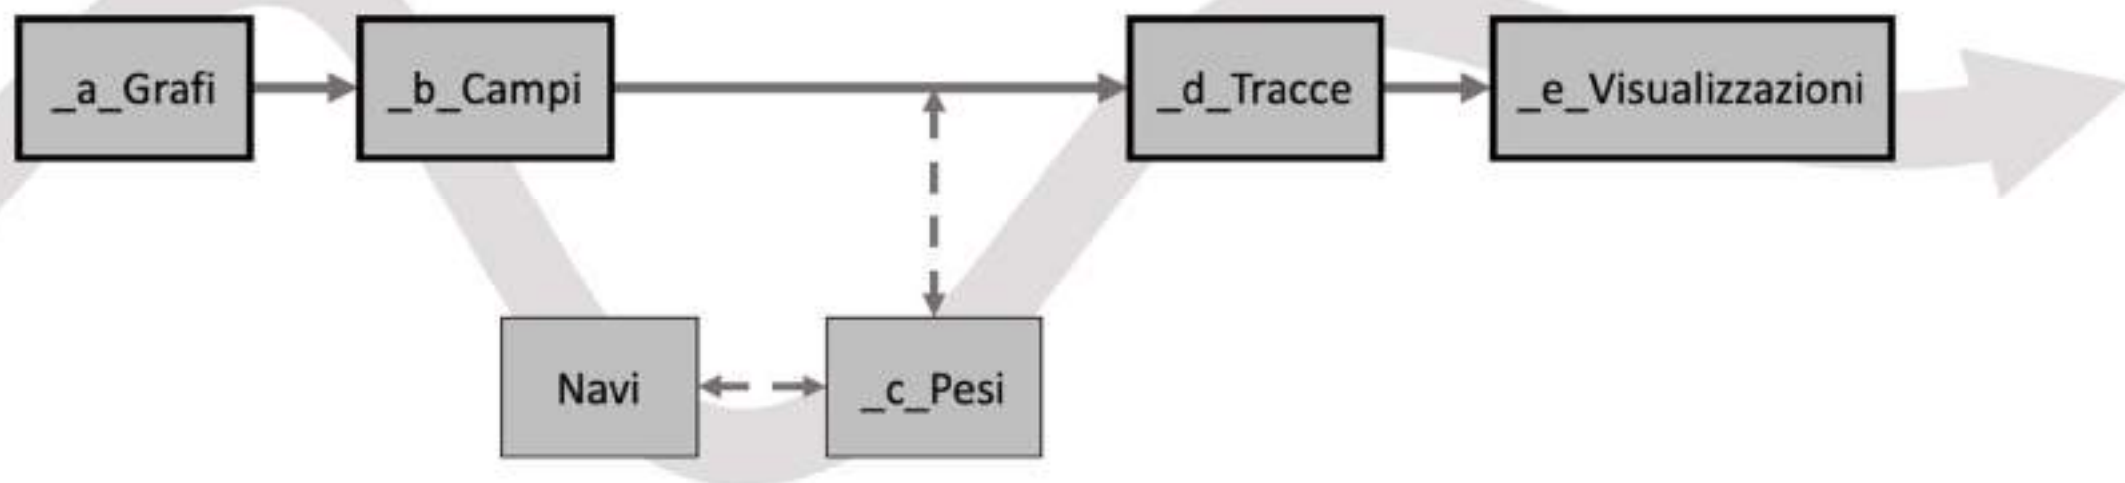 _a_Grafi
_b_Campi
_d_Tracce
_e_Visualizzazioni
Navi
_c_Pesi